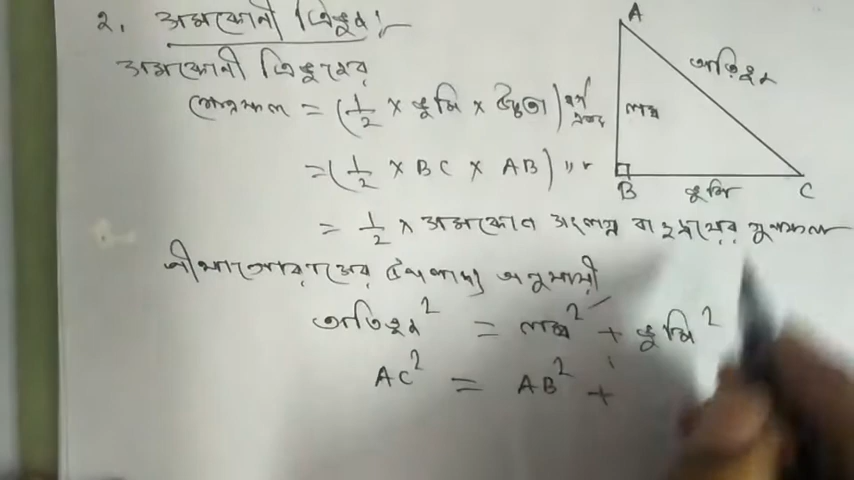 ২. সমকোণী ত্রিভুজ :-
সমকোণী ত্রিভুজের
ক্ষেত্রফল = (1/2 × ভূমি × উচ্চতা) বর্গ একক
= (1/2 × BC × AB) ,, ,,
= 1/2 × সমকোণ সংলগ্ন বাহুদ্বয়ের গুণফল
পীথাগোরাসের উপপাদ্য অনুযায়ী
অতিভুজ² = লম্ব² + ভূমি²
AC² = AB² +
A
অতিভুজ
লম্ব
B
ভূমি
C